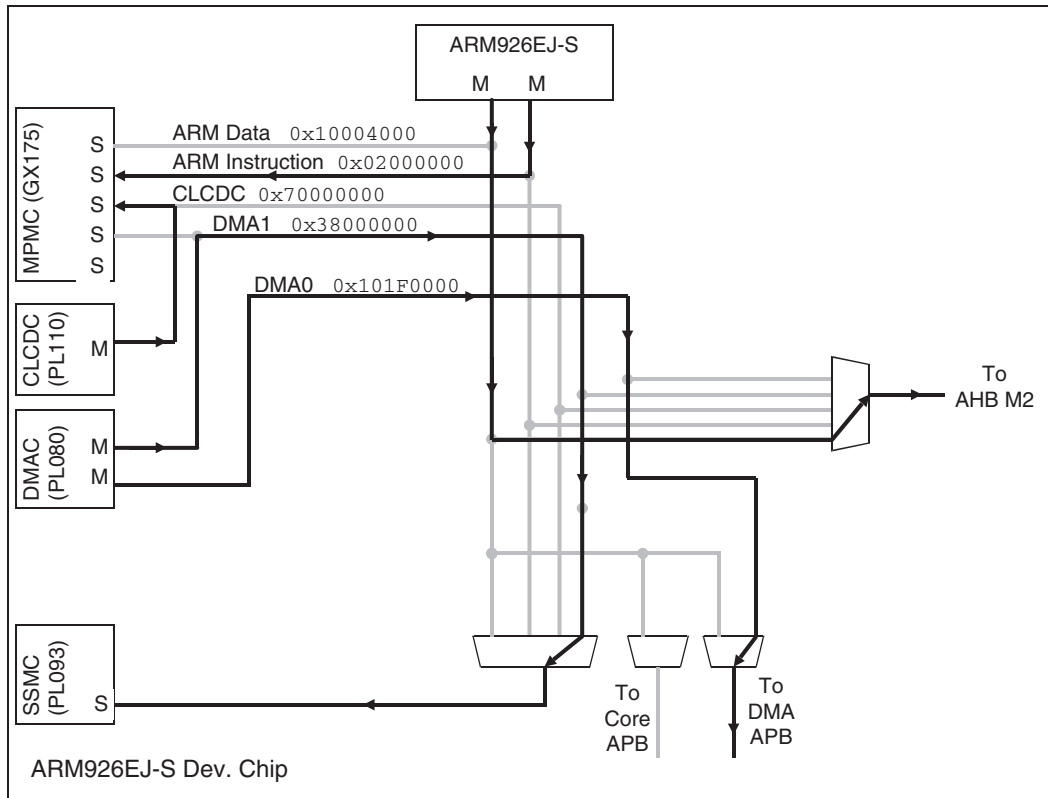 ARM926EJ-S
M M
MPMC (GX175)
S
S
S
S
S
ARM Data 0x10004000
ARM Instruction 0x02000000
CLCDC 0x70000000
DMA1 0x38000000
DMA0 0x101F0000
CLCDC
(PL110)
M
To
AHB M2
DMAC
(PL080)
M
M
SSMC
(PL093)
S
To
Core
APB
To
DMA
APB
ARM926EJ-S Dev. Chip